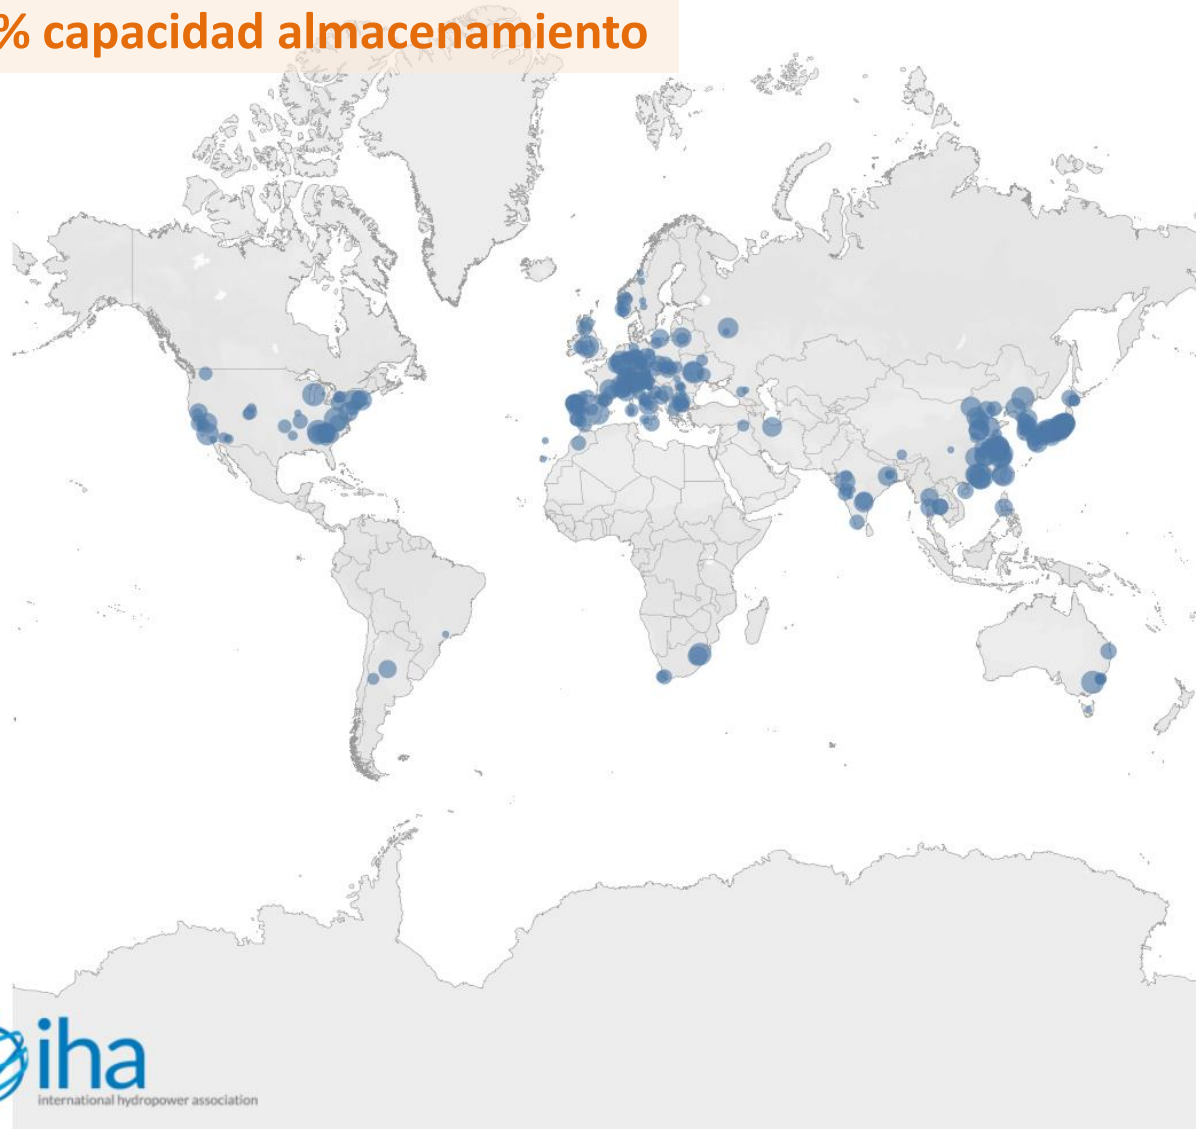 % capacidad almacenamiento
iha
international hydropower association